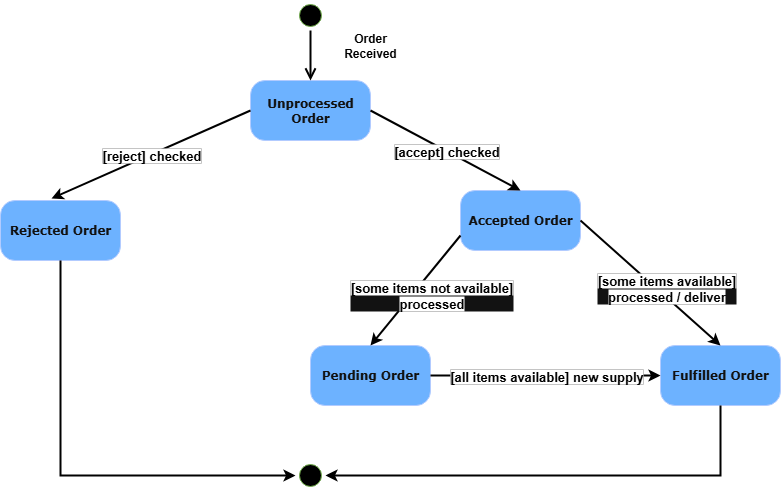 Order
Received
Unprocessed
Order
[reject] checked
[accept] checked
Rejected Order
Accepted Order
[some items not available]
processed
[some items available]
processed / deliver
Pending Order
[all items available] new supply
Fulfilled Order